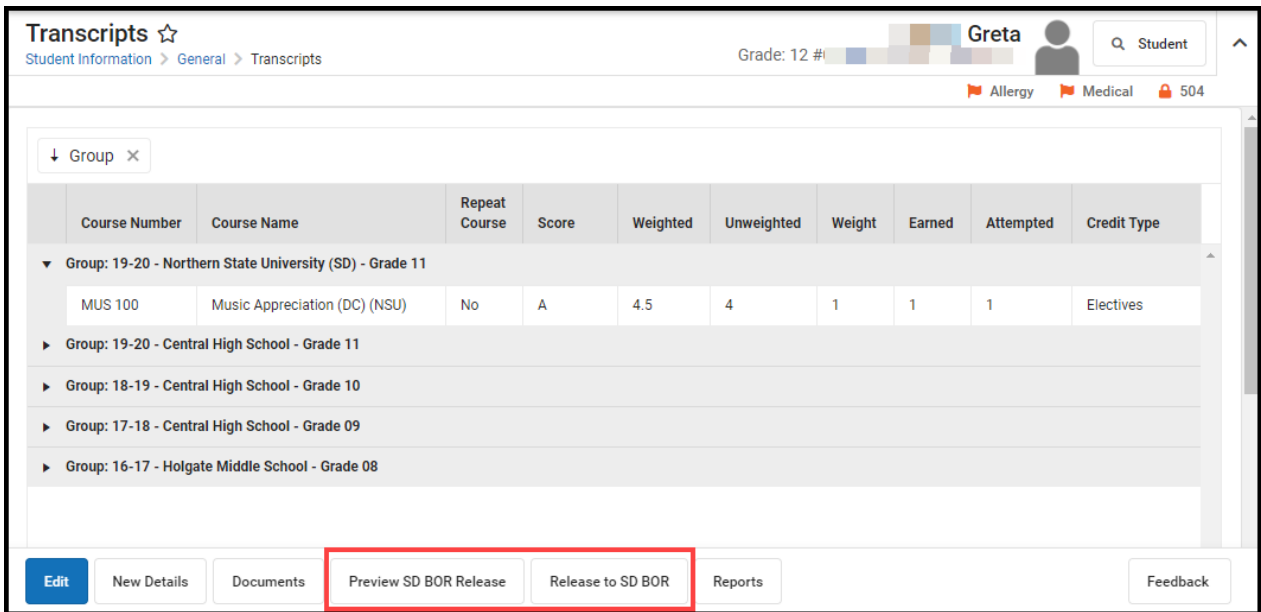 Transcripts
Greta
Student Information > General > Transcripts
Grade: 12 #
Student
Allergy Medical 504
Group
Course Number Course Name Repeat Course Score Weighted Unweighted Weight Earned Attempted Credit Type
Group: 19-20 - Northern State University (SD) - Grade 11
MUS 100 Music Appreciation (DC) (NSU) No A 4.5 4 1 1 1 Electives
Group: 19-20 - Central High School - Grade 11
Group: 18-19 - Central High School - Grade 10
Group: 17-18 - Central High School - Grade 09
Group: 16-17 - Holgate Middle School - Grade 08
Edit New Details Documents Preview SD BOR Release Release to SD BOR Reports Feedback